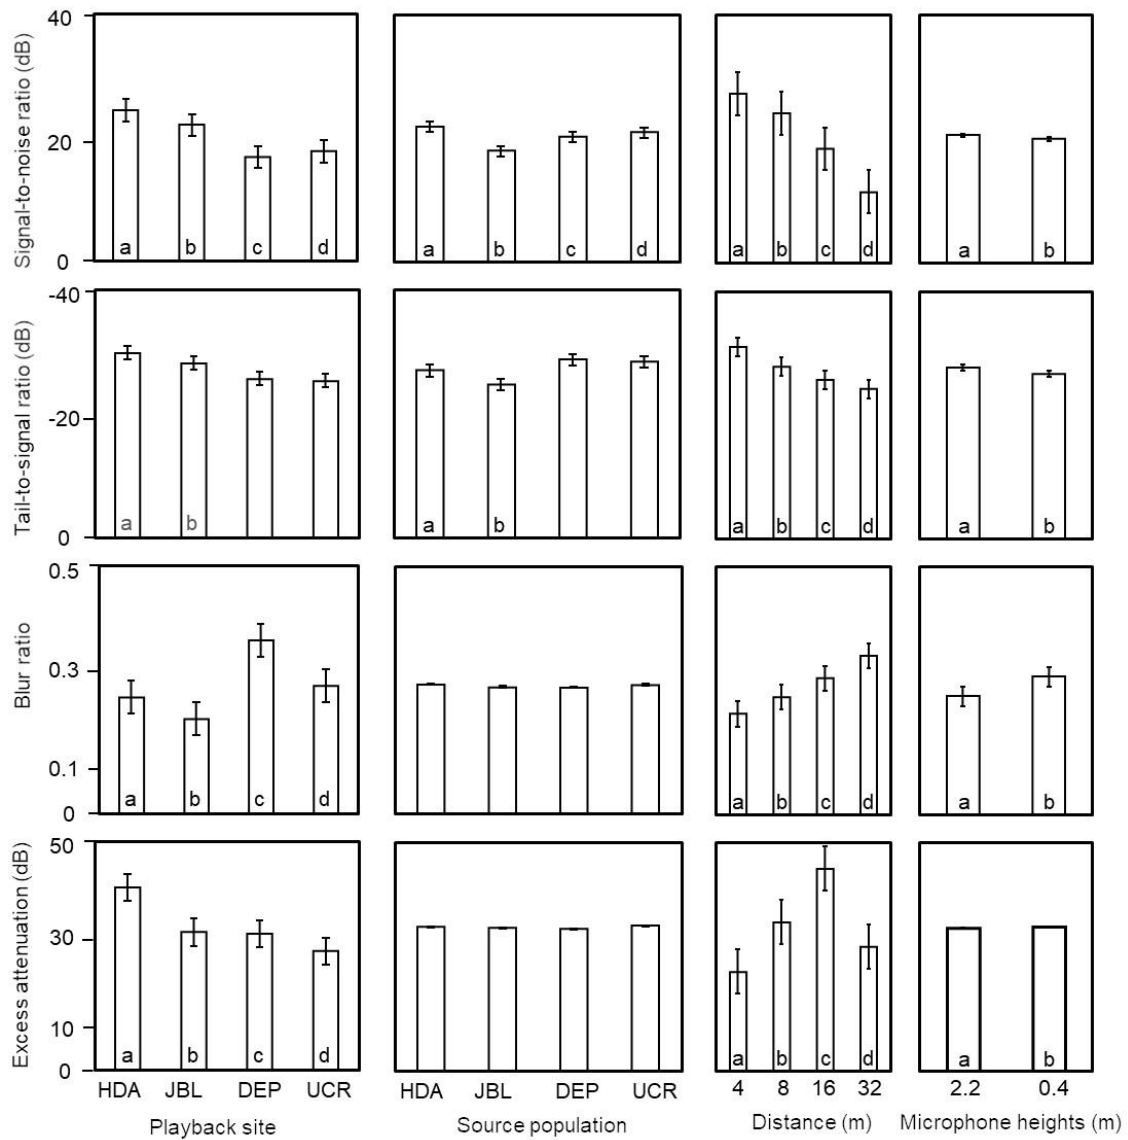 Signal-to-noise ratio (dB)
40
20
0
a b c d
a b c d
a b c d
a b
Tail-to-signal ratio (dB)
-40
-20
0
a b
a b
a b c d
a b
Blur ratio
0.5
0.3
0.1
0
a b c d
a b c d
a b
Excess attenuation (dB)
50
30
10
0
a b c d
a b c d
a b
HDA JBL DEP UCR
HDA JBL DEP UCR
4 8 16 32
2.2 0.4
Playback site
Source population
Distance (m)
Microphone heights (m)